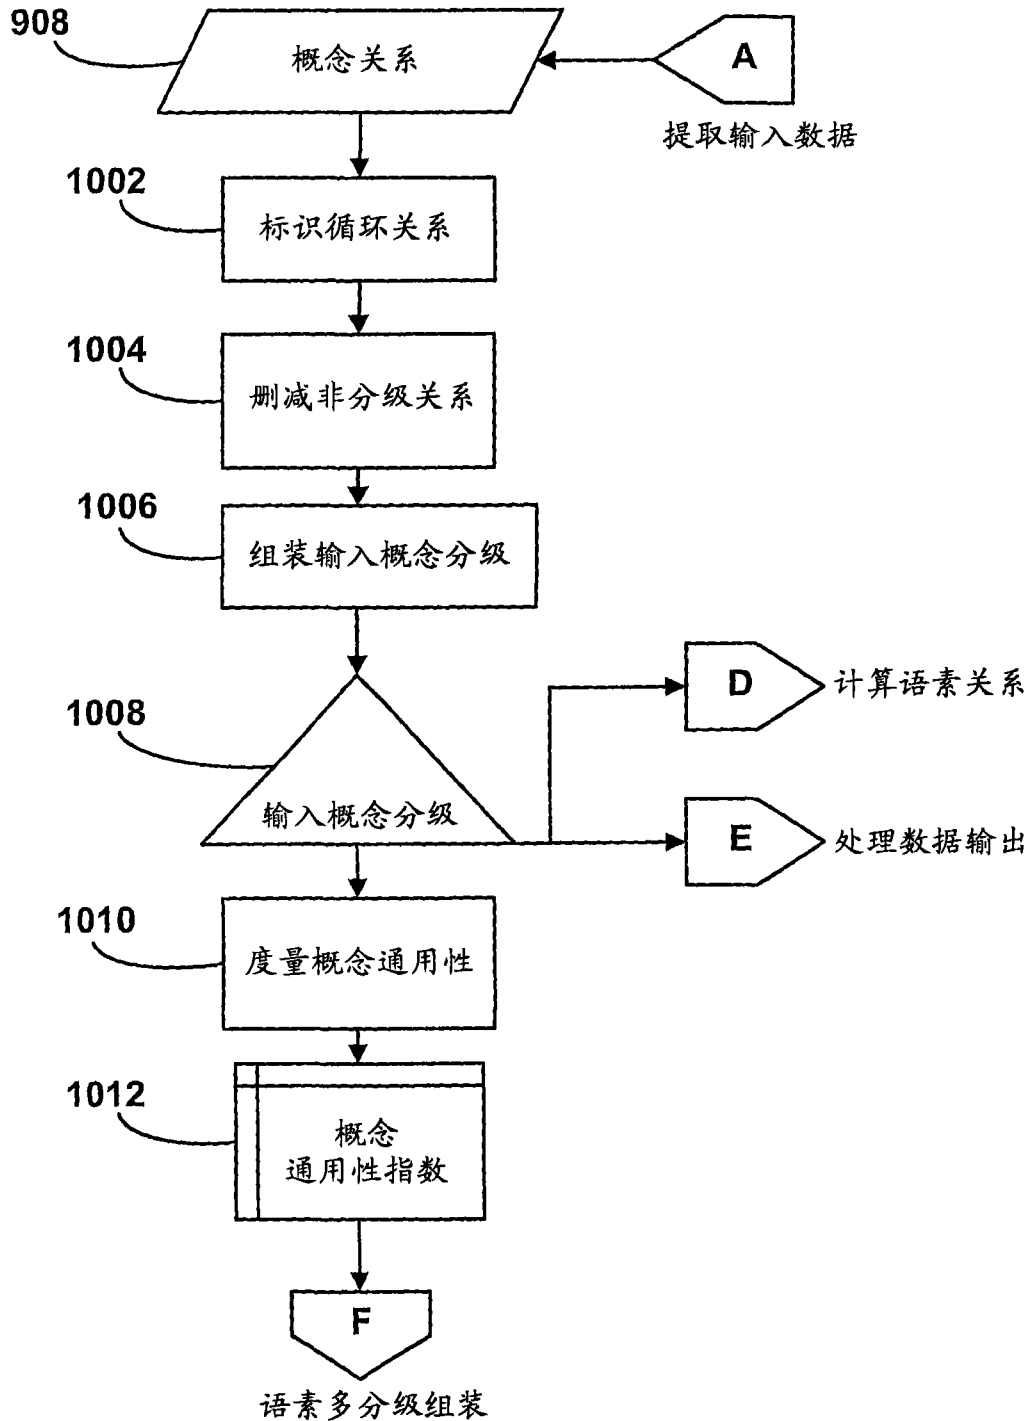 908
概念关系
A
提取输入数据
1002
标识循环关系
1004
删减非分级关系
1006
组装输入概念分级
D
计算语素关系
1008
输入概念分级
E
处理数据输出
1010
度量概念通用性
1012
概念
通用性指数
F
语素多分级组装